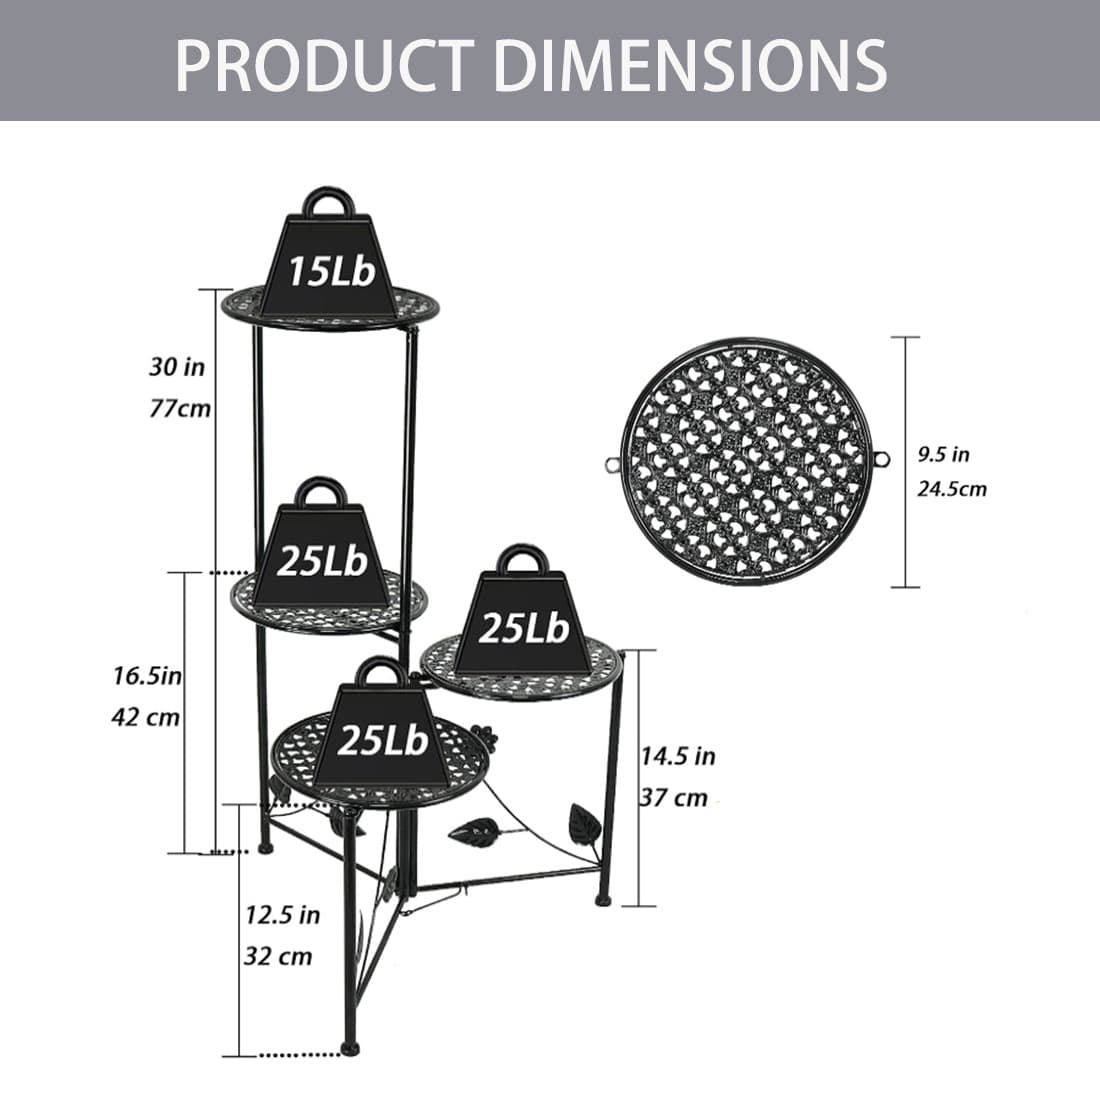 PRODUCT DIMENSIONS
15Lb
30 in
77cm
9.5 in
24.5cm
25Lb
25Lb
16.5in
42 cm
25Lb
14.5 in
37 cm
12.5 in
32 cm